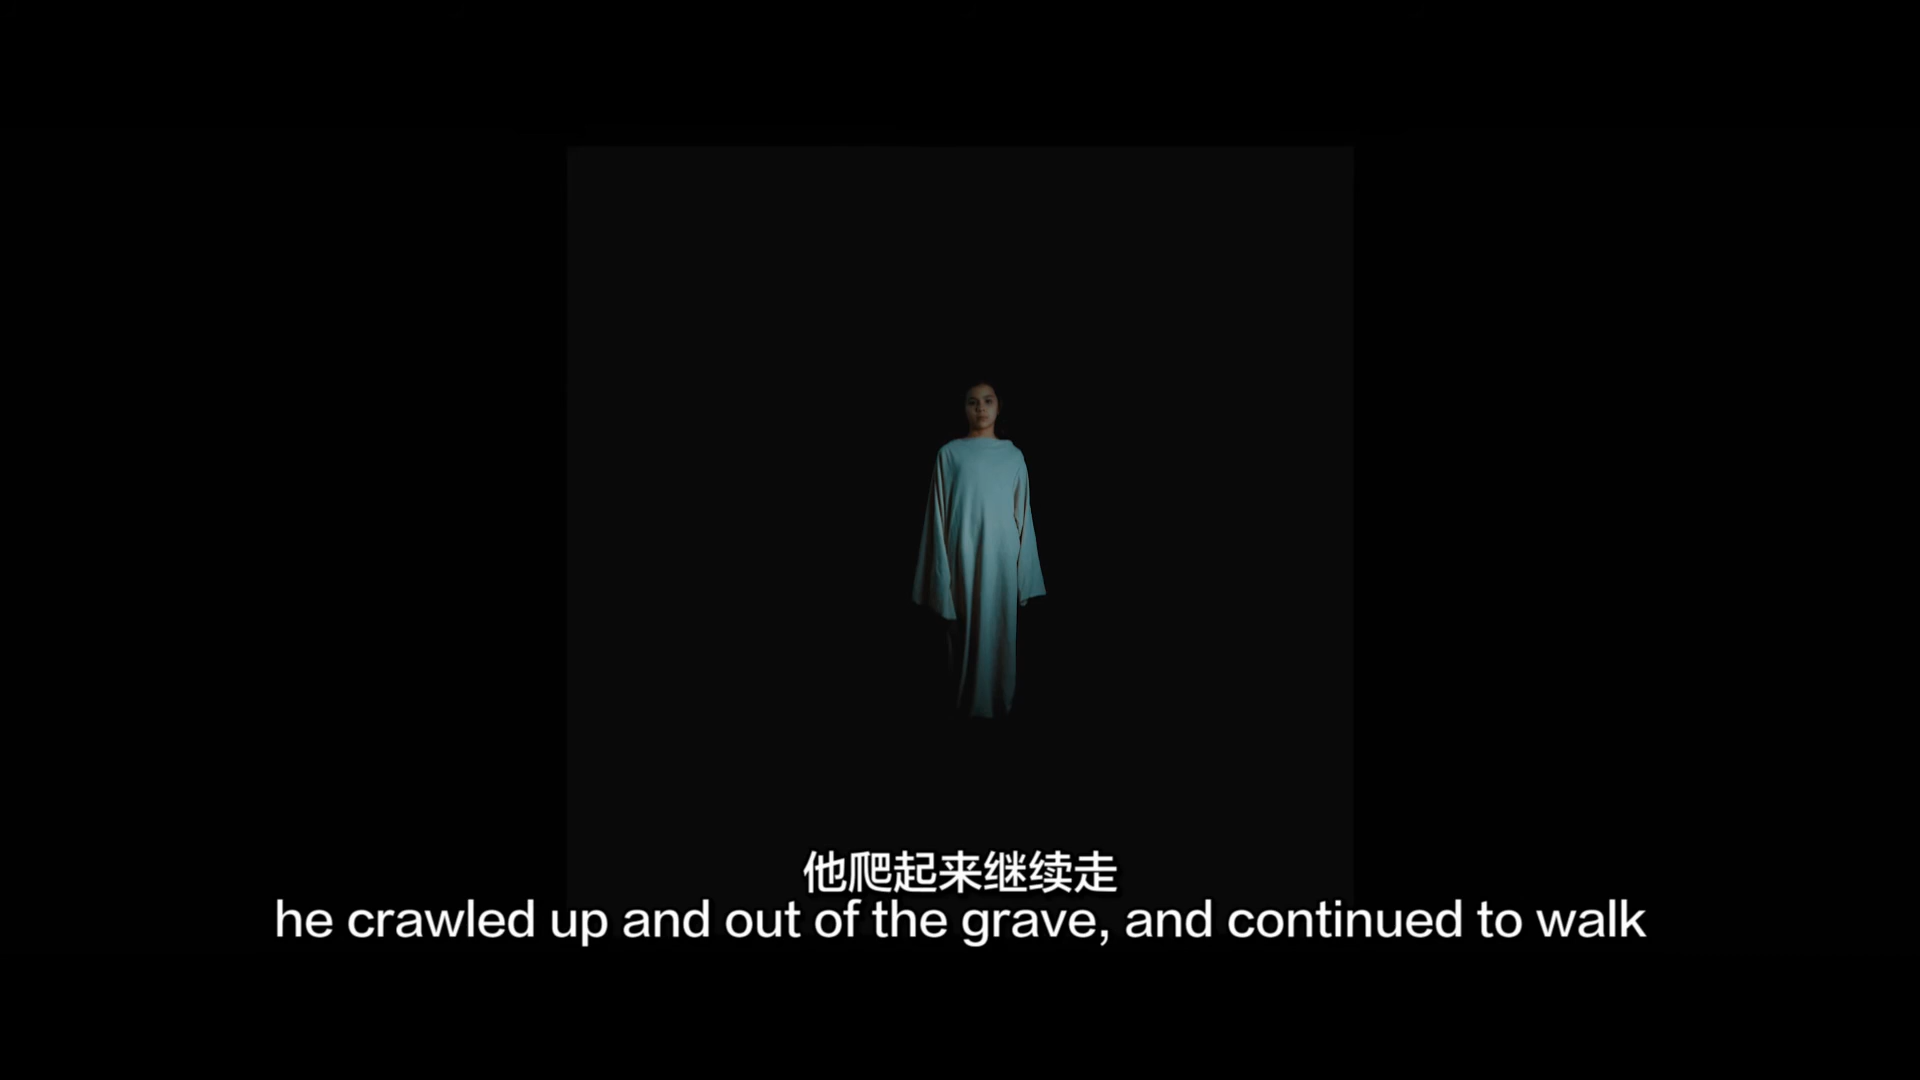 他爬起来继续走
he crawled up and out of the grave, and continued to walk